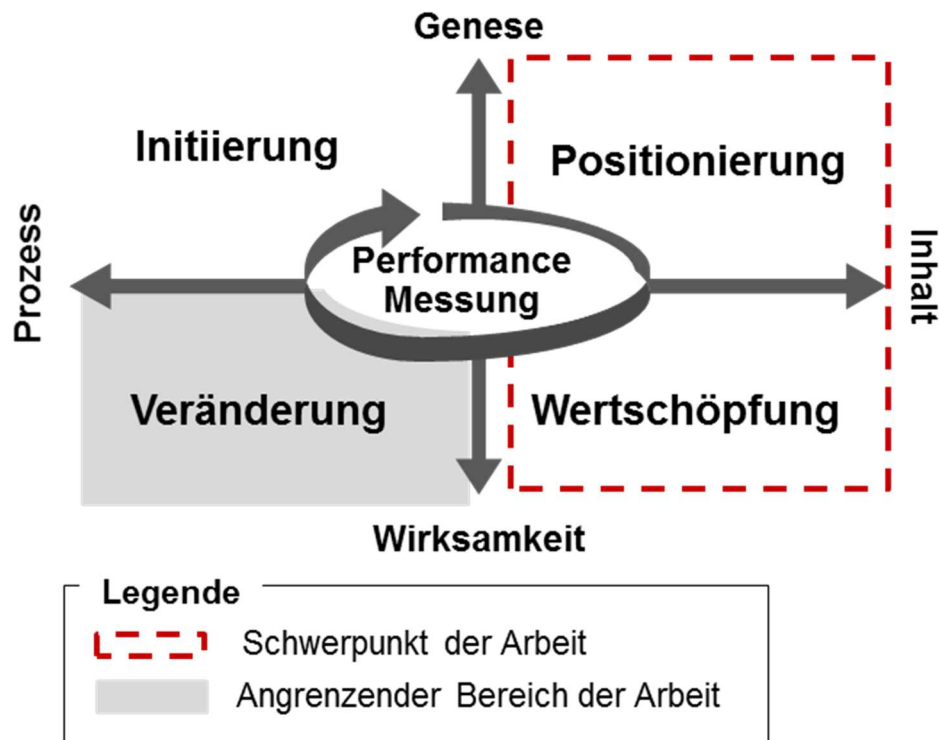 Genese
Initiierung
Positionierung
Prozess
Performance
Messung
Inhalt
Veränderung
Wertschöpfung
Wirksamkeit
Legende
Schwerpunkt der Arbeit
Angrenzender Bereich der Arbeit